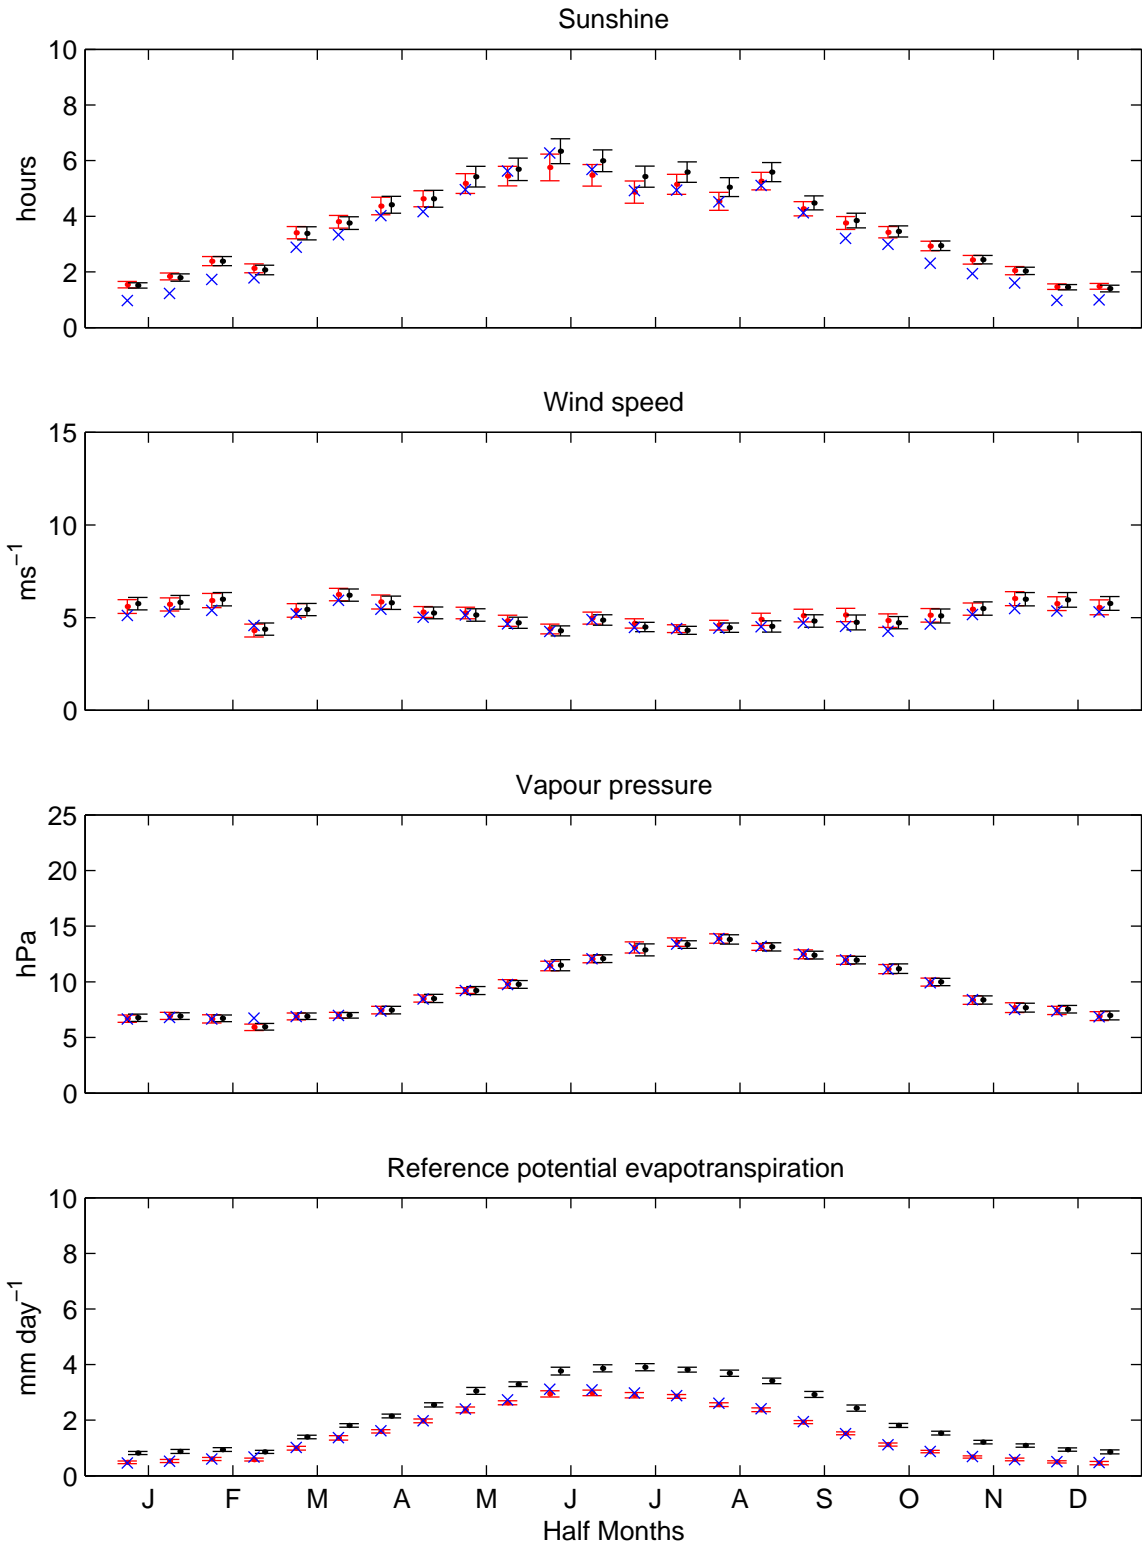 Sunshine
10
8
6
4
2
0
hours
Wind speed
15
10
5
0
ms⁻¹
Vapour pressure
25
20
15
10
5
0
hPa
Reference potential evapotranspiration
10
8
6
4
2
0
mm day⁻¹
J F M A M J J A S O N D
Half Months